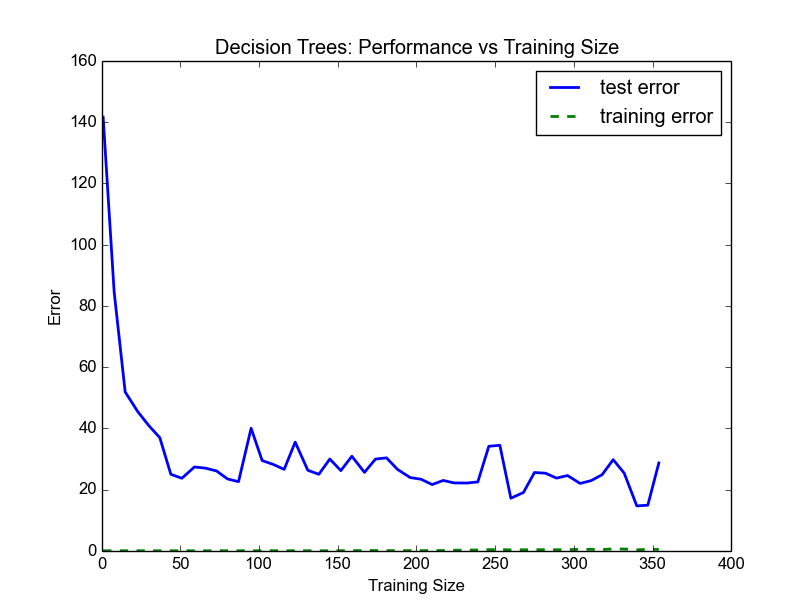 Decision Trees: Performance vs Training Size
160
140
120
100
80
60
40
20
0
Error
test error
training error
0 50 100 150 200 250 300 350 400
Training Size